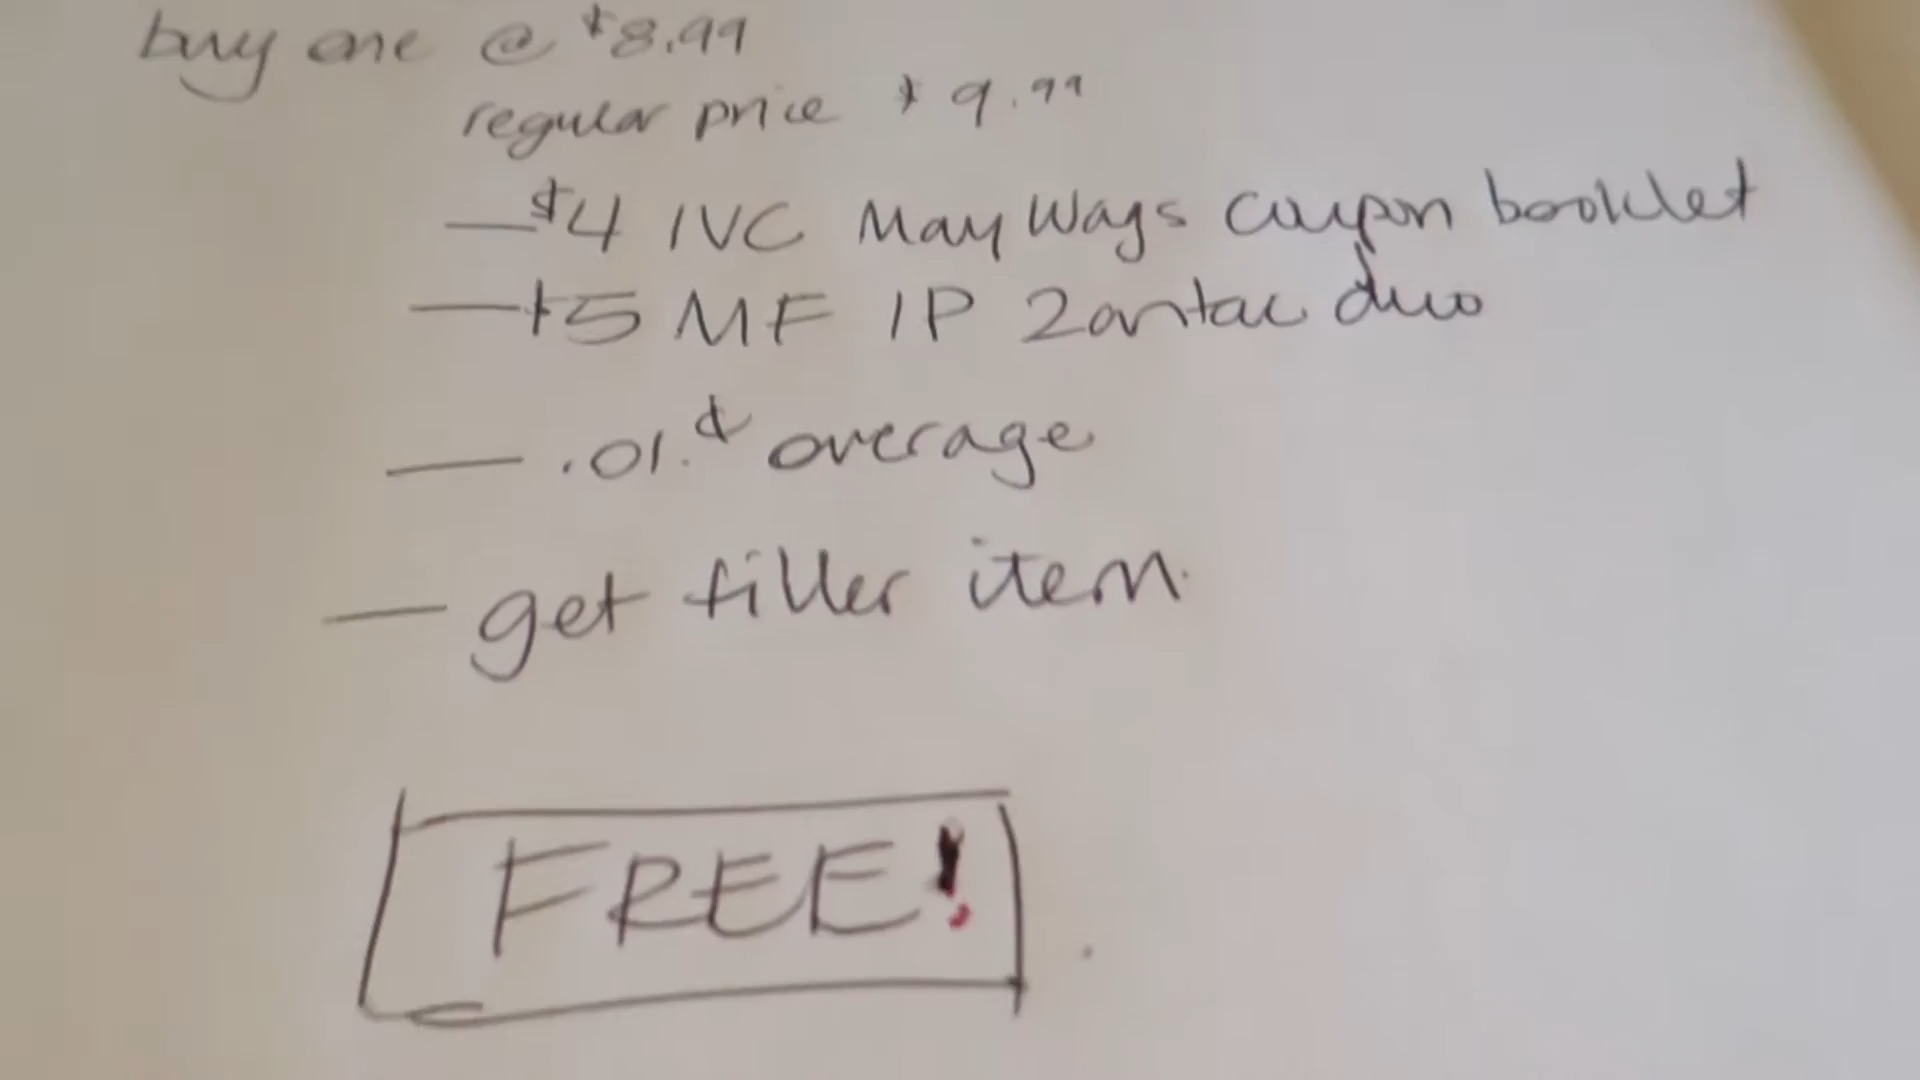 buy one @ $8.99
regular price $9.99
—$4 IVC May Wags coupon booklet
—$5 MF IP Zantac duo
— .01.¢ overage
— get filler item.
FREE!